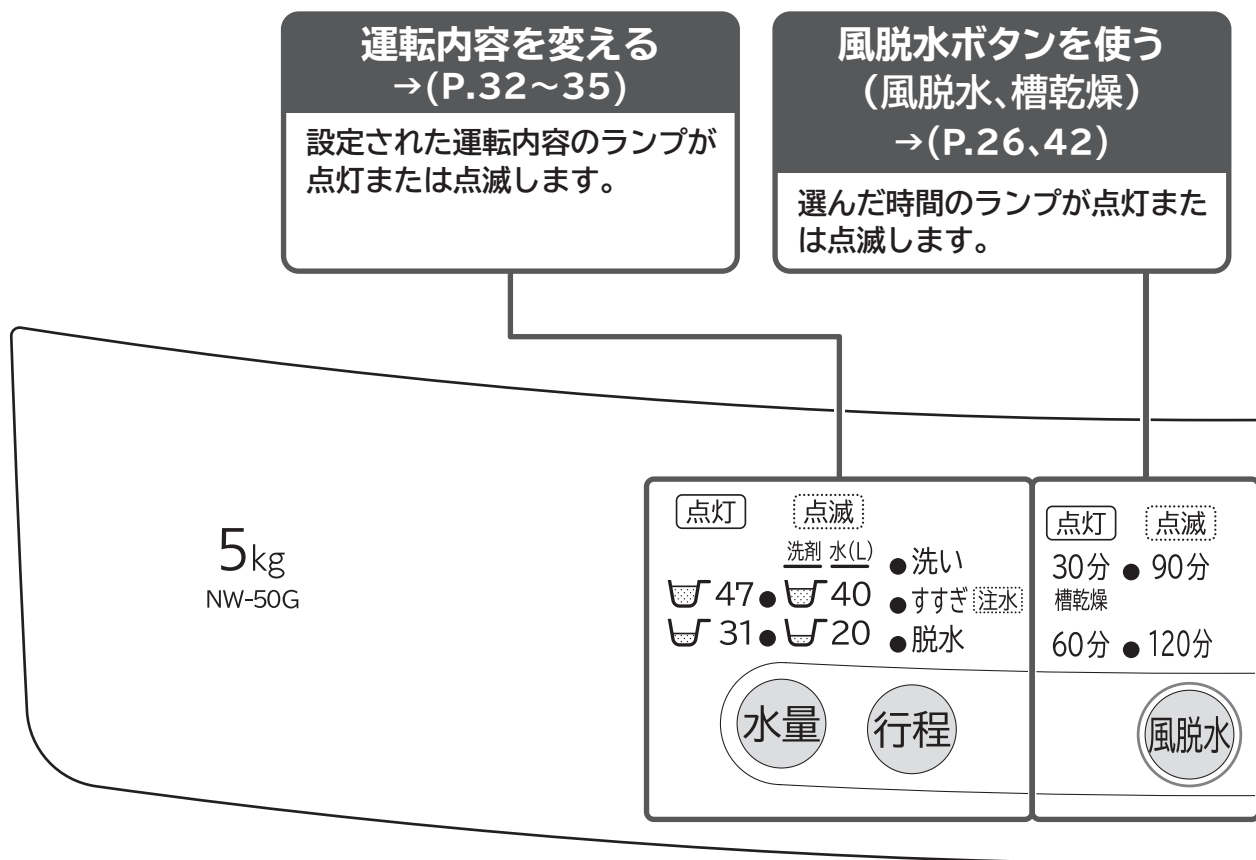 運転内容を変える
→(P.32～35)
設定された運転内容のランプが
点灯または点滅します。
風脱水ボタンを使う
(風脱水、槽乾燥)
→(P.26、42)
選んだ時間のランプが点灯また
は点滅します。
5kg
NW-50G
点灯 点滅
洗剤 水(L)
47 ● 40
31 ● 20
●洗い
●すすぎ 注水
●脱水
水量 行程
点灯 点滅
30分 ● 90分
槽乾燥
60分 ● 120分
風脱水